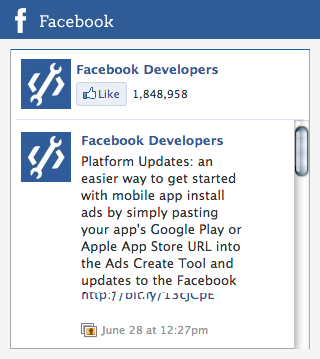 Facebook
Facebook Developers
Like 1,848,958
Facebook Developers
Platform Updates: an
easier way to get started
with mobile app install
ads by simply pasting
your app's Google Play or
Apple App Store URL into
the Ads Create Tool and
updates to the Facebook
June 28 at 12:27pm